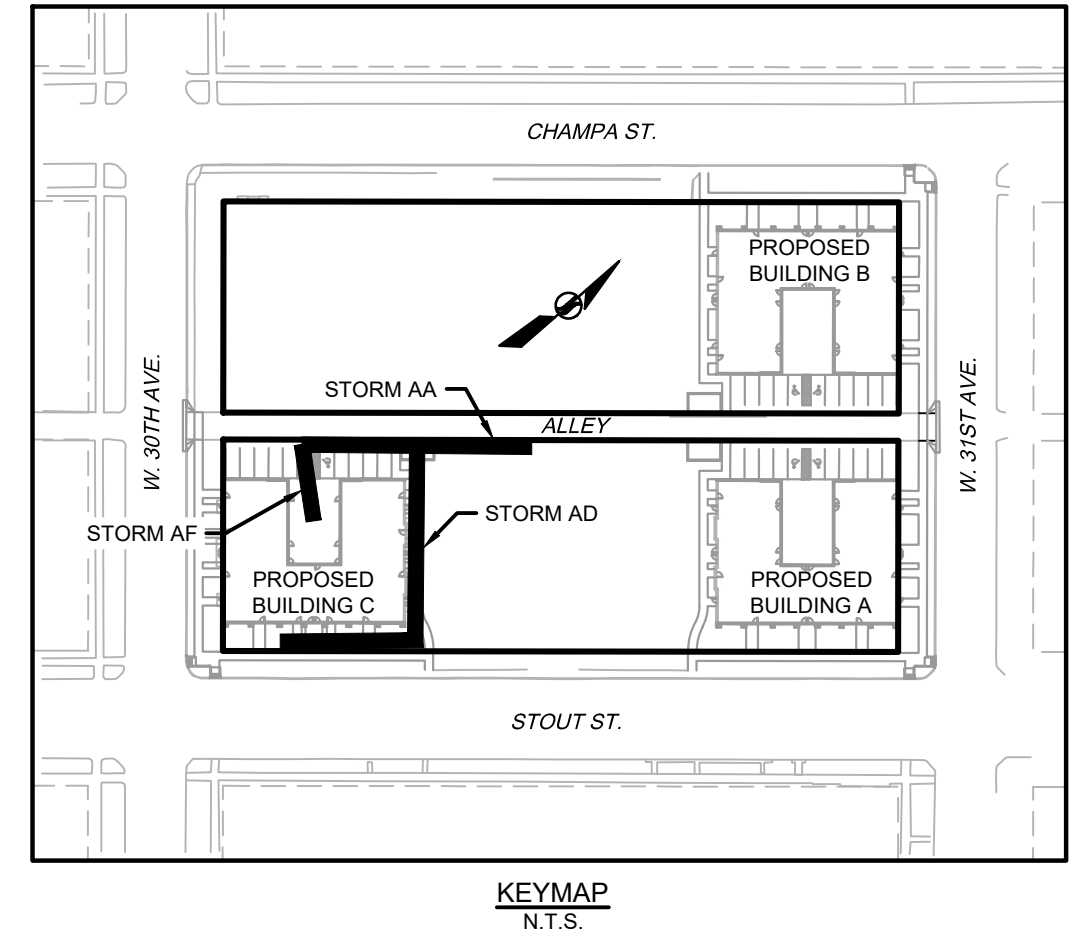 CHAMPA ST.
PROPOSED
BUILDING B
W. 30TH AVE.
W. 31ST AVE.
STORM AA
ALLEY
STORM AF
STORM AD
PROPOSED
BUILDING C
PROPOSED
BUILDING A
STOUT ST.
KEYMAP
N.T.S.